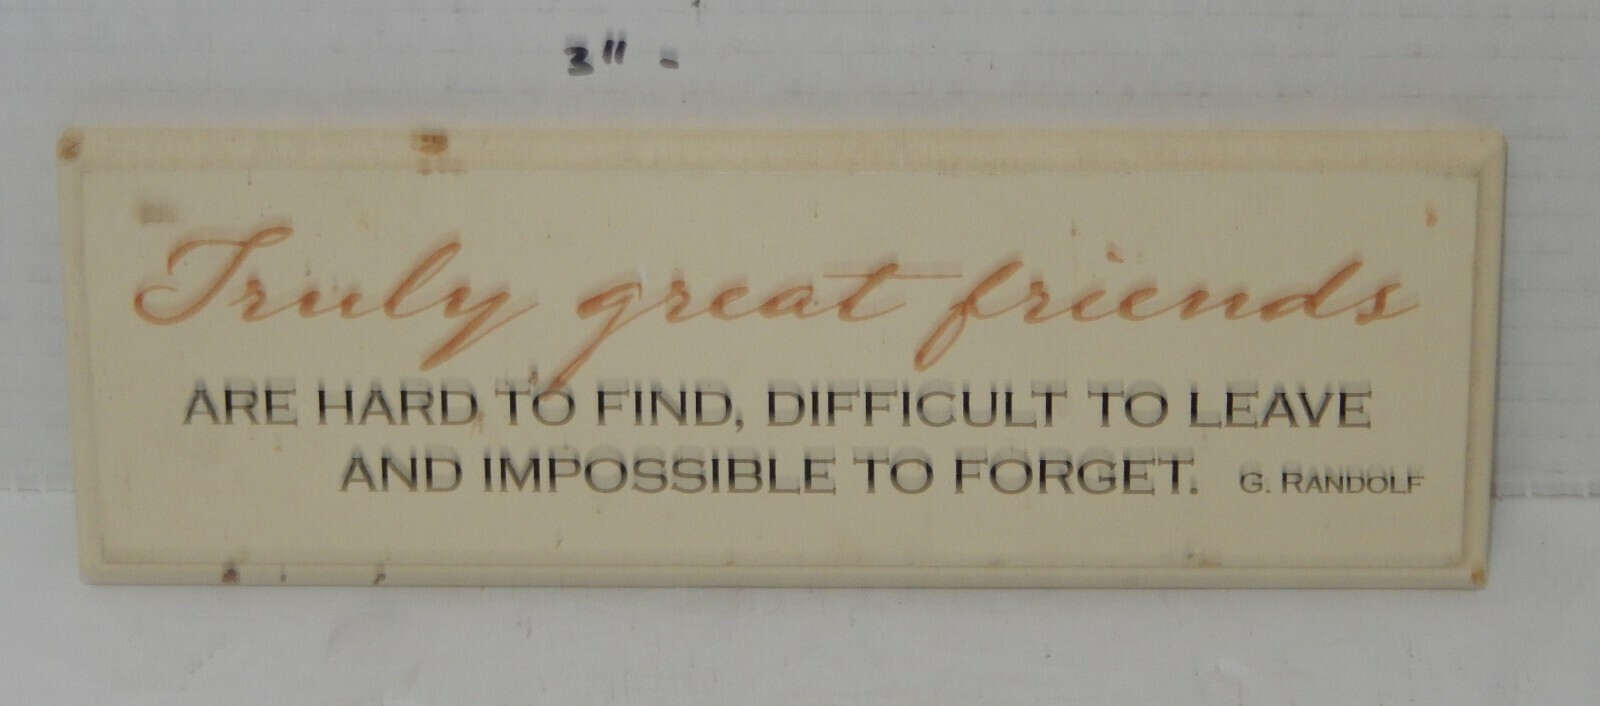 3" -
Truly great friends
ARE HARD TO FIND, DIFFICULT TO LEAVE
AND IMPOSSIBLE TO FORGET. G. RANDOLF